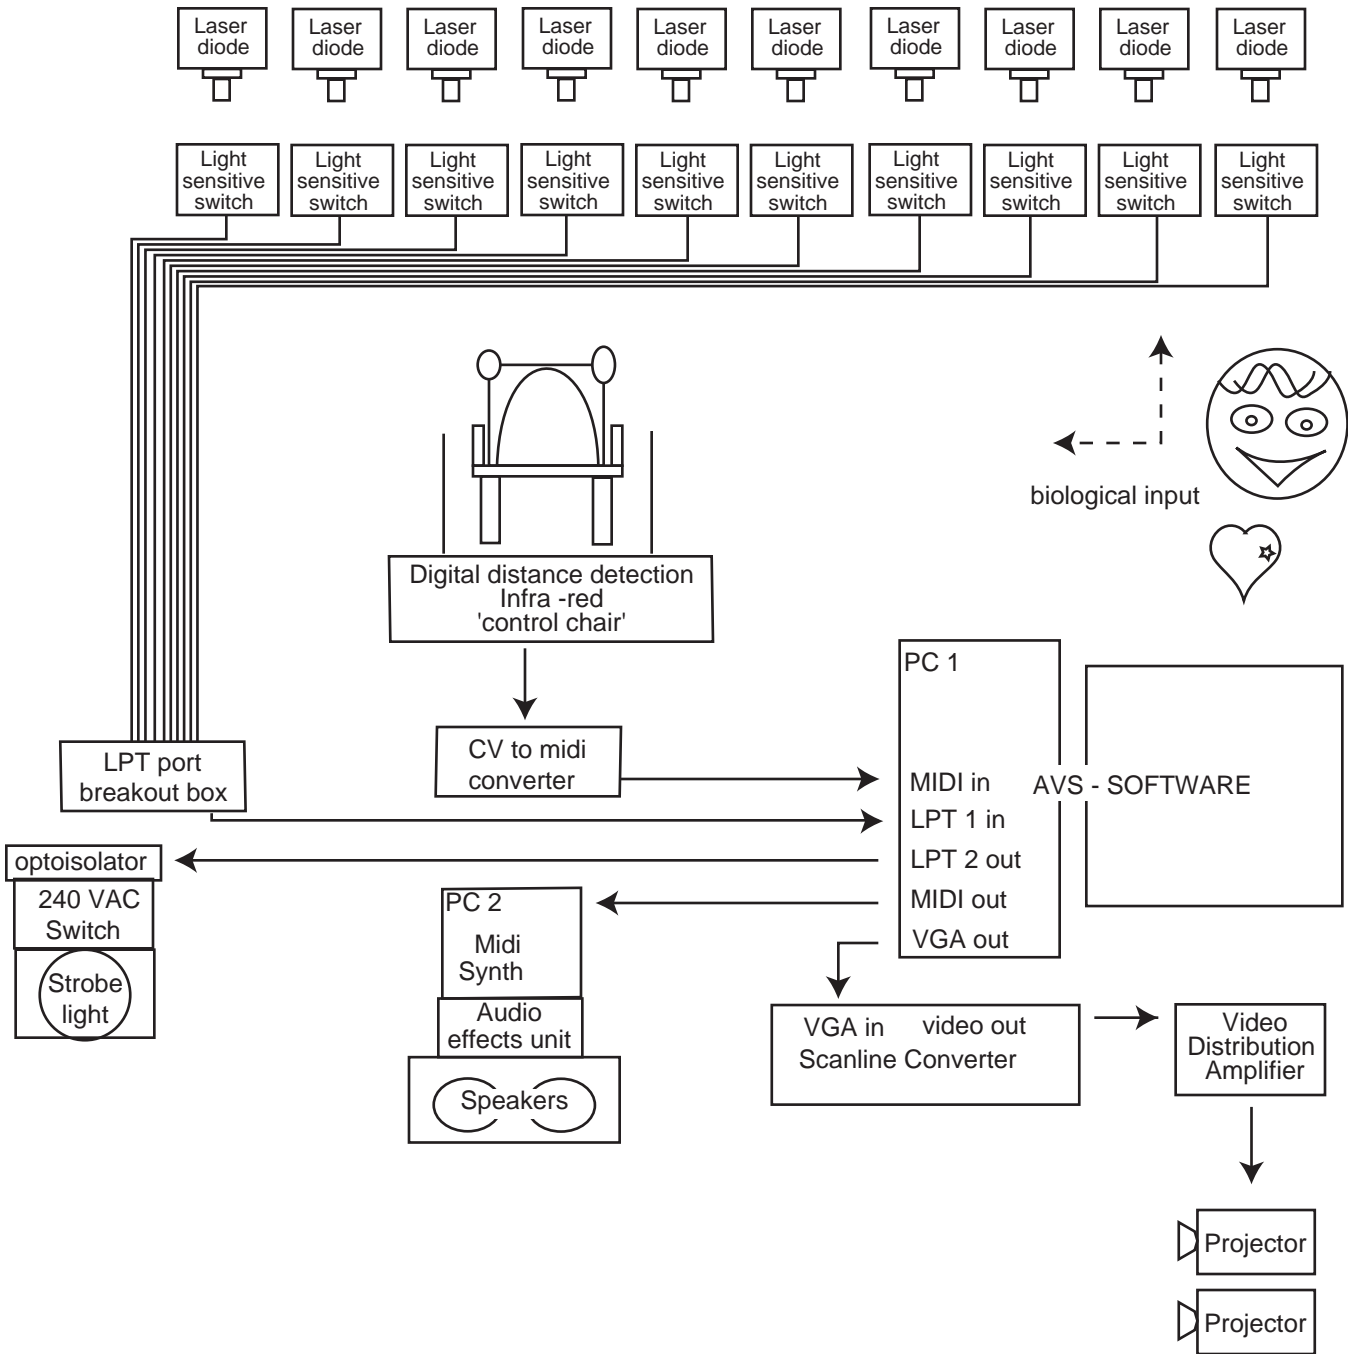 Laser
diode
Laser
diode
Laser
diode
Laser
diode
Laser
diode
Laser
diode
Laser
diode
Laser
diode
Laser
diode
Laser
diode
Light
sensitive
switch
Light
sensitive
switch
Light
sensitive
switch
Light
sensitive
switch
Light
sensitive
switch
Light
sensitive
switch
Light
sensitive
switch
Light
sensitive
switch
Light
sensitive
switch
Light
sensitive
switch
biological input
Digital distance detection
Infra -red
'control chair'
PC 1
CV to midi
converter
LPT port
breakout box
MIDI in
AVS - SOFTWARE
LPT 1 in
LPT 2 out
MIDI out
VGA out
optoisolator
240 VAC
Switch
Strobe
light
PC 2
Midi
Synth
Audio
effects unit
Speakers
VGA in video out
Scanline Converter
Video
Distribution
Amplifier
Projector
Projector